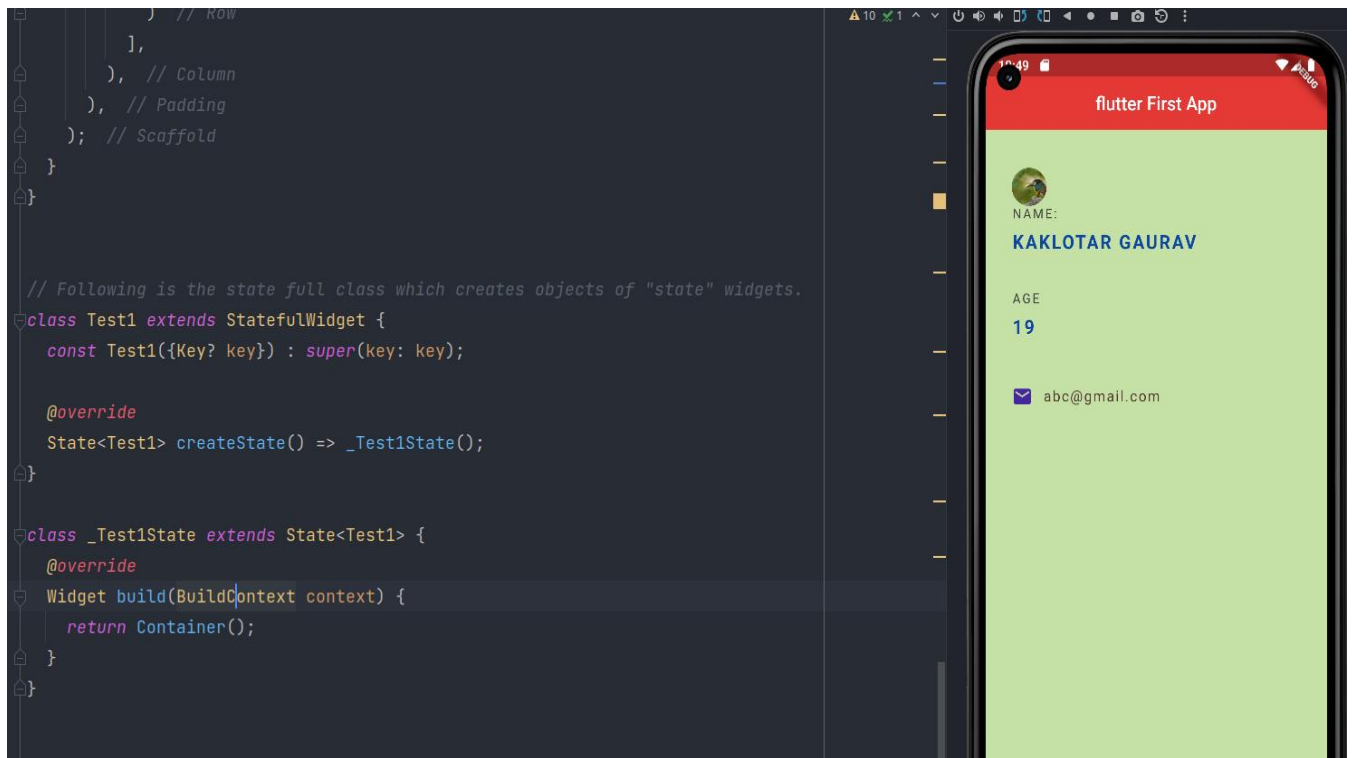 )  // Row
],
),  // Column
),  // Padding
);  // Scaffold
}
}
// Following is the state full class which creates objects of "state" widgets.
class Test1 extends StatefulWidget {
const Test1({Key? key}) : super(key: key);
@override
State<Test1> createState() => _Test1State();
}
class _Test1State extends State<Test1> {
@override
Widget build(BuildContext context) {
return Container();
}
}
10 1
DEBUG
flutter First App
NAME:
KAKLOTAR GAURAV
AGE
19
abc@gmail.com